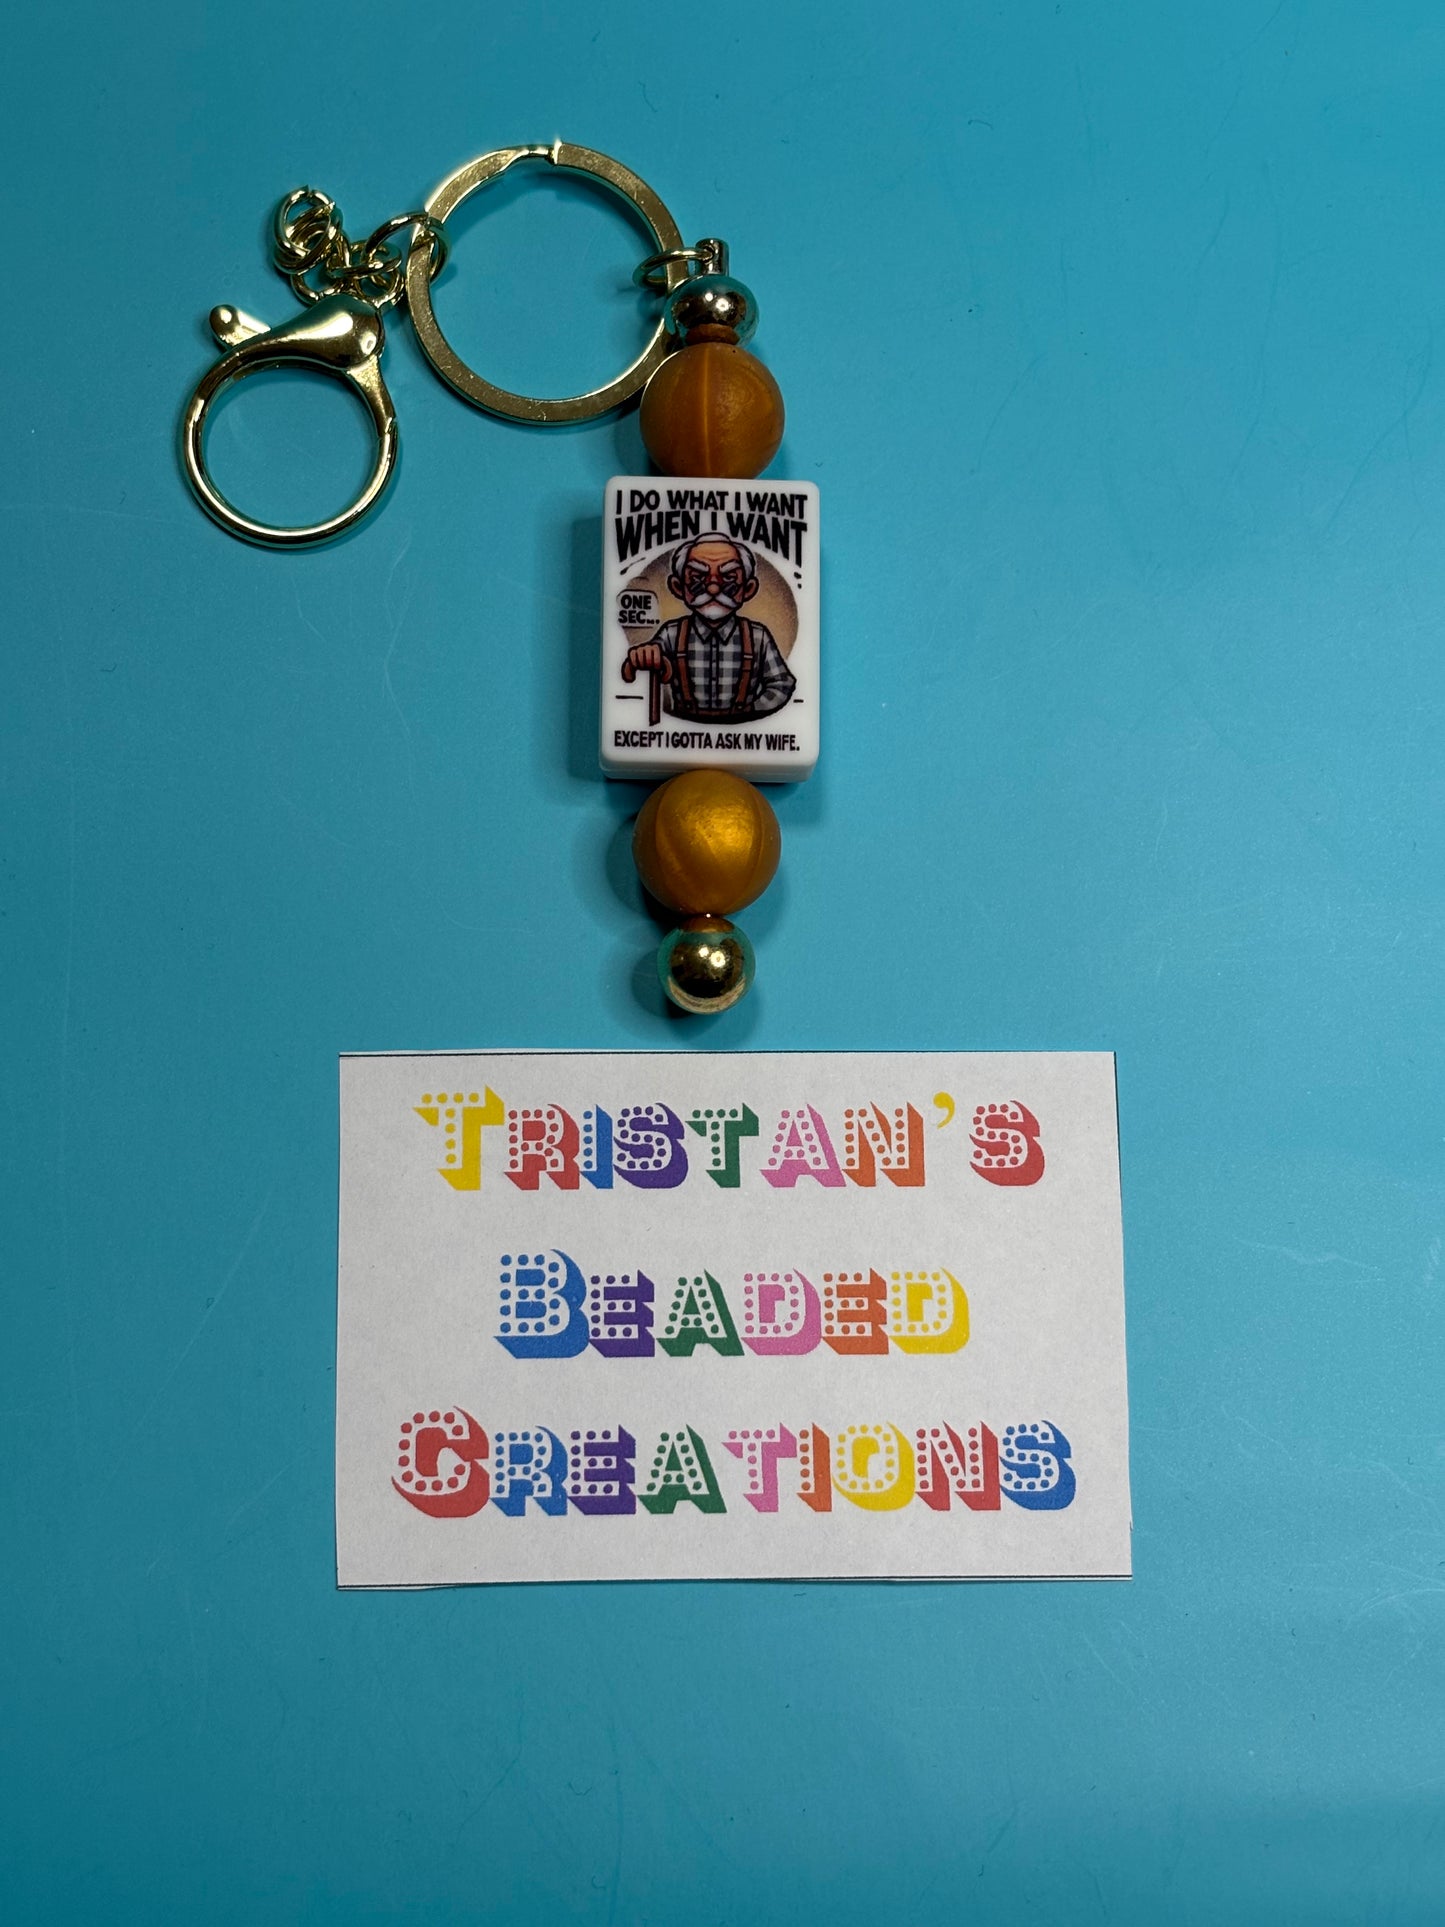 I DO WHAT I WANT
WHEN I WANT
ONE
SEC...
EXCEPT I GOTTA ASK MY WIFE.
TRISTAN'S
BEADED
CREATIONS